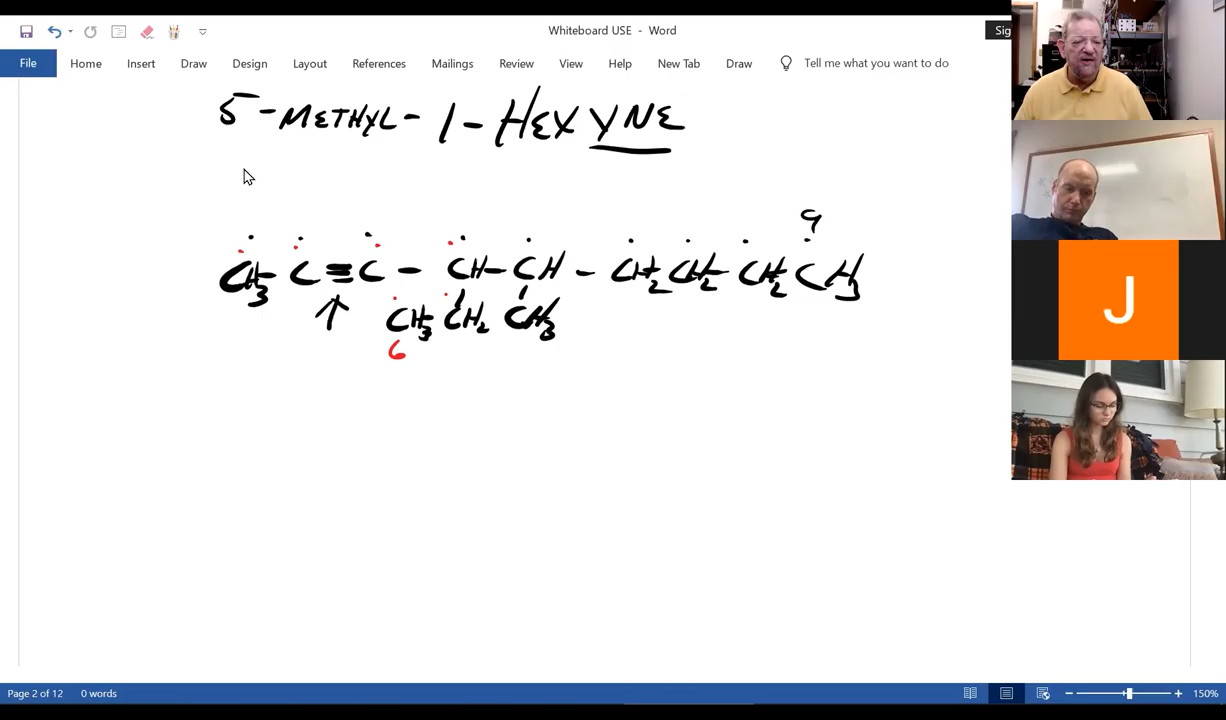 Whiteboard USE - Word
Sig
File Home Insert Draw Design Layout References Mailings Review View Help New Tab Draw Tell me what you want to do
5-METHYL-1-HEXYNE
9
CH3-C≡C-CH-CH-CH2CH2-CH2CH3
CH3 CH2 CH3
6
J
Page 2 of 12 0 words 150%